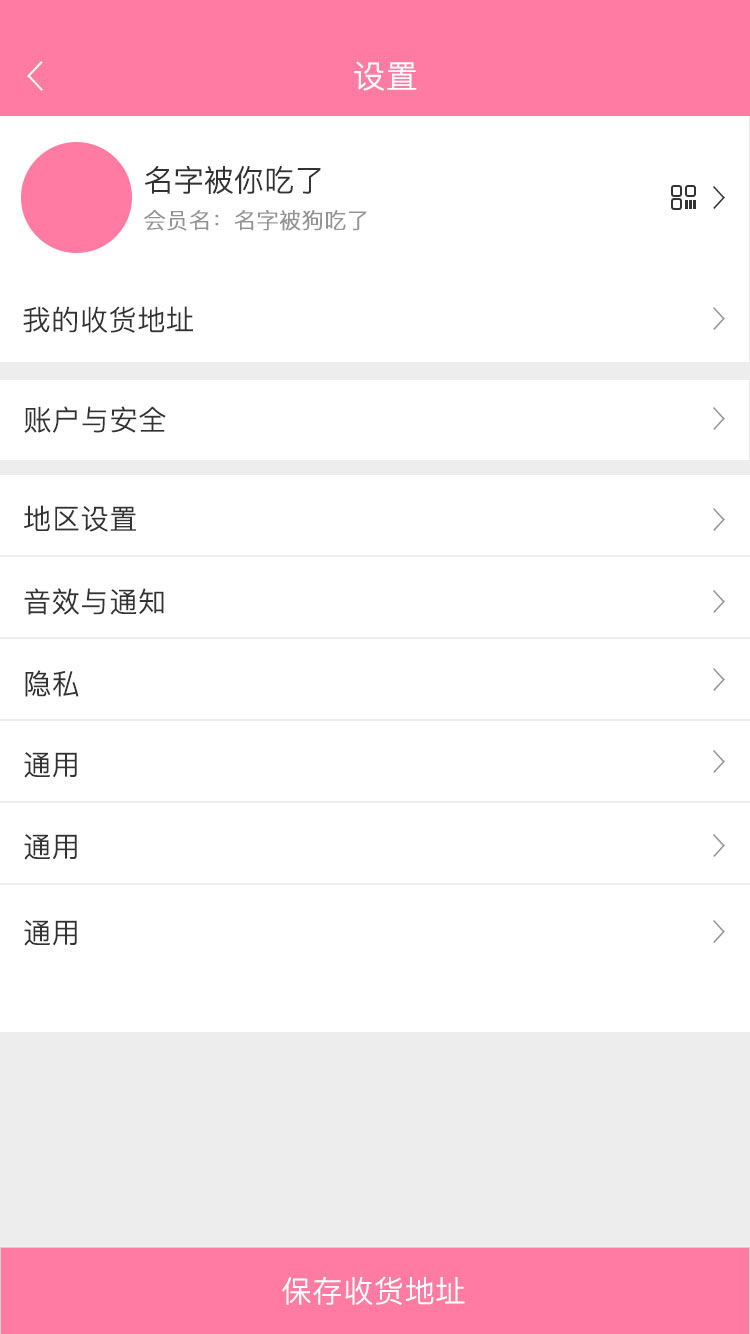 设置
名字被你吃了
会员名：名字被狗吃了
我的收货地址
账户与安全
地区设置
音效与通知
隐私
通用
通用
通用
保存收货地址